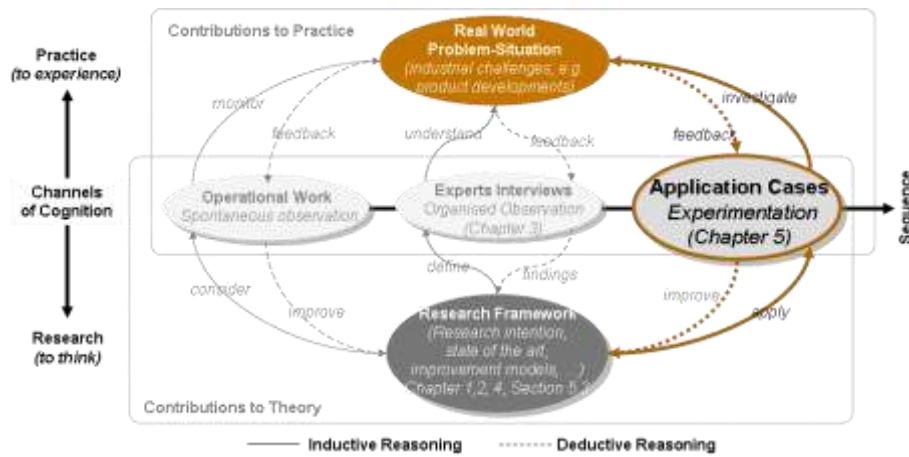 Contributions to Practice
Real World
Problem-Situation
(industrial challenges, e.g.
product developments)
Practice
(to experience)
monitor
feedback
understand
feedback
feedback
investigate
Channels
of Cognition
Operational Work
Spontaneous observation
Experts Interviews
Organised Observation
(Chapter 3)
Application Cases
Experimentation
(Chapter 5)
Sequence
consider
improve
define
findings
improve
apply
Research
(to think)
Research Framework
(Research intention,
state of the art,
improvement models, ...)
Chapter 1,2, 4, Section 5.3
Contributions to Theory
Inductive Reasoning
Deductive Reasoning